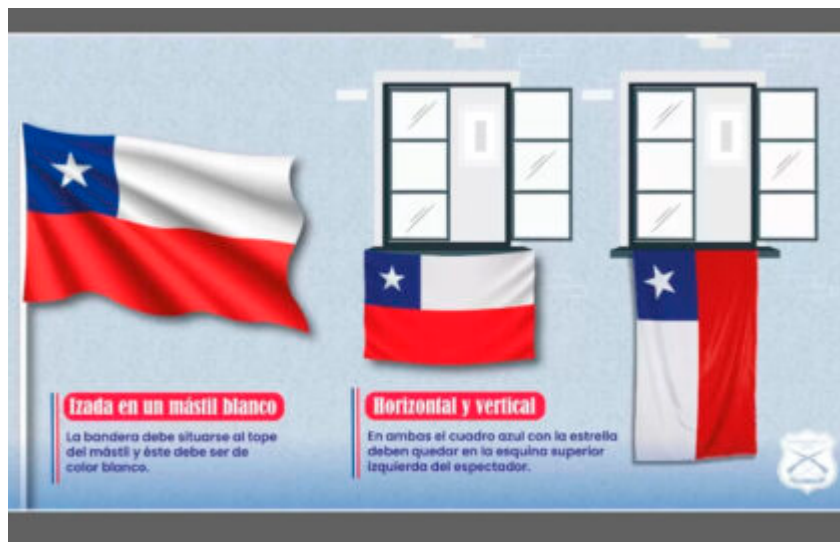 Izada en un mástil blanco
La bandera debe situarse al tope
del mástil y éste debe ser de
color blanco.
Horizontal y vertical
En ambas el cuadro azul con la estrella
deben quedar en la esquina superior
izquierda del espectador.